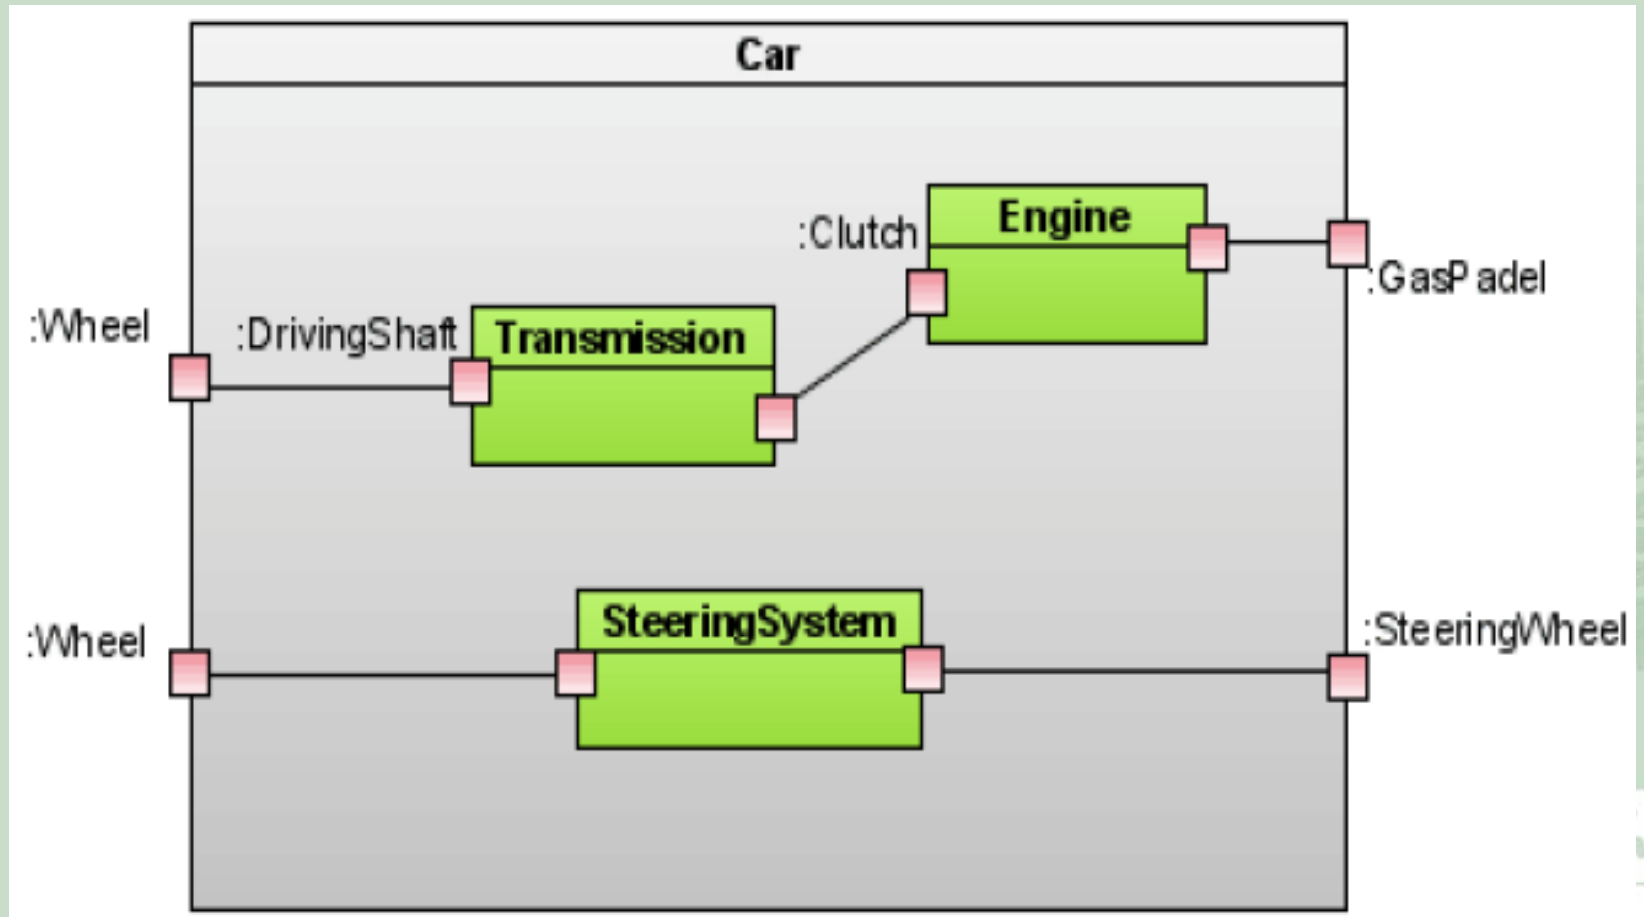 Car
:Clutch
Engine
:GasPadel
:Wheel
:DrivingShaft
Transmission
:Wheel
SteeringSystem
:SteeringWheel